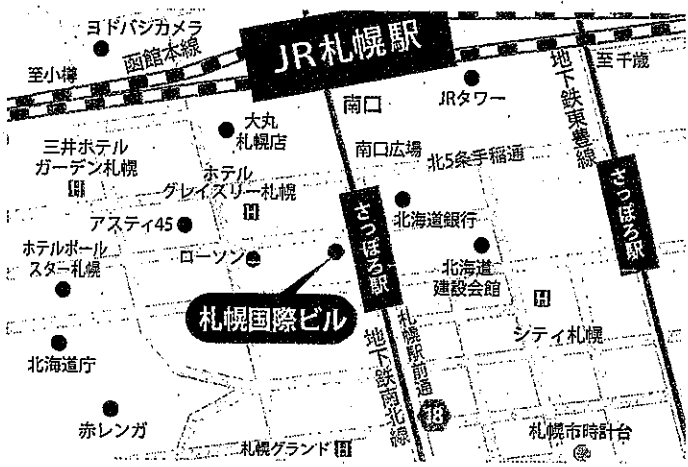 ヨドバシカメラ
函館本線
至小樽
JR札幌駅
至千歳
地下鉄東豊線
JRタワー
南口
大丸
札幌店
南口広場
北5条手稲通
三井ホテル
ガーデン札幌
H
ホテル
グレイスリー札幌
H
さっぽろ駅
さっぽろ駅
アスティ45
北海道銀行
ホテルポール
スター札幌
ローソン
北海道
建設会館
H
札幌国際ビル
シティ札幌
北海道庁
地下鉄南北線
札幌駅前通
18
赤レンガ
札幌グランド
H
札幌市時計台